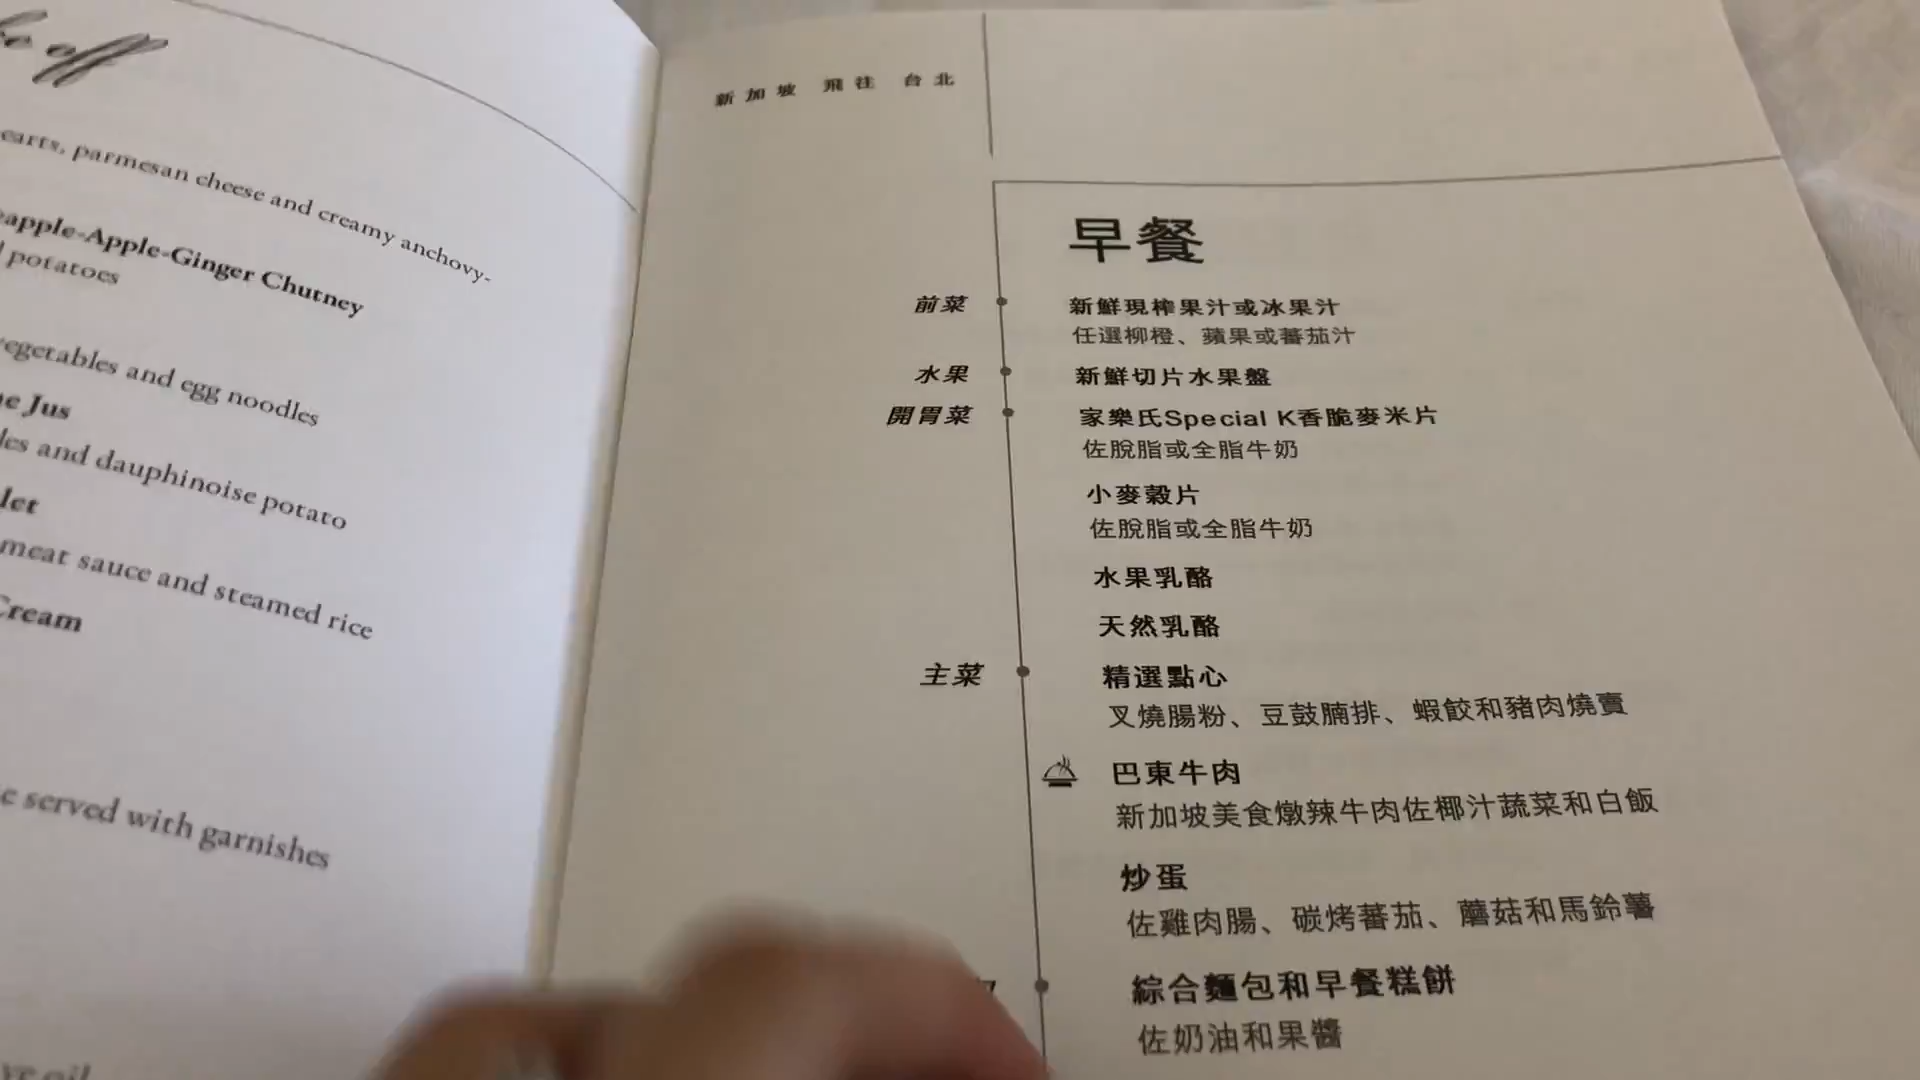 off
parmesan cheese and creamy anchovy-
-Apple-Ginger Chutney
potatoes
vegetables and egg noodles
Jus
and dauphinoise potato
meat sauce and steamed rice
Cream
served with garnishes
oil
新加坡 飛往 台北
早餐
前菜 新鮮現榨果汁或冰果汁
任選柳橙、蘋果或蕃茄汁
水果 新鮮切片水果盤
開胃菜 家樂氏Special K香脆麥米片
佐脫脂或全脂牛奶
小麥穀片
佐脫脂或全脂牛奶
水果乳酪
天然乳酪
主菜 精選點心
叉燒腸粉、豆鼓腩排、蝦餃和豬肉燒賣
巴東牛肉
新加坡美食燉辣牛肉佐椰汁蔬菜和白飯
炒蛋
佐雞肉腸、碳烤蕃茄、蘑菇和馬鈴薯
綜合麵包和早餐糕餅
佐奶油和果醬